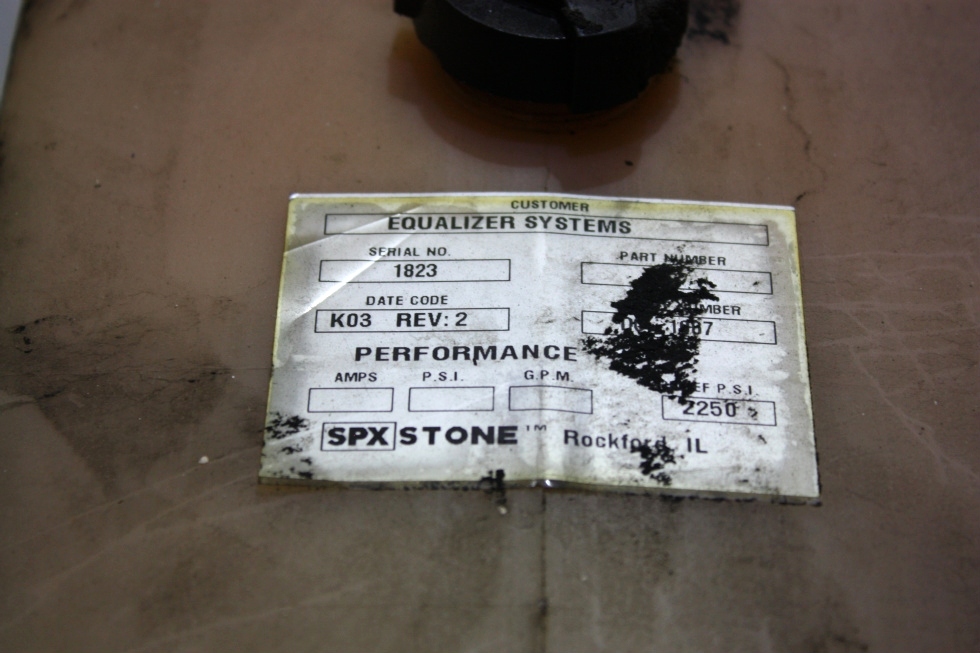 CUSTOMER
EQUALIZER SYSTEMS
SERIAL NO. PART NUMBER
1823
DATE CODE
K03 REV: 2
PERFORMANCE
AMPS P.S.I. G.P.M. P.S.I.
2250
SPX STONE™ Rockford, IL